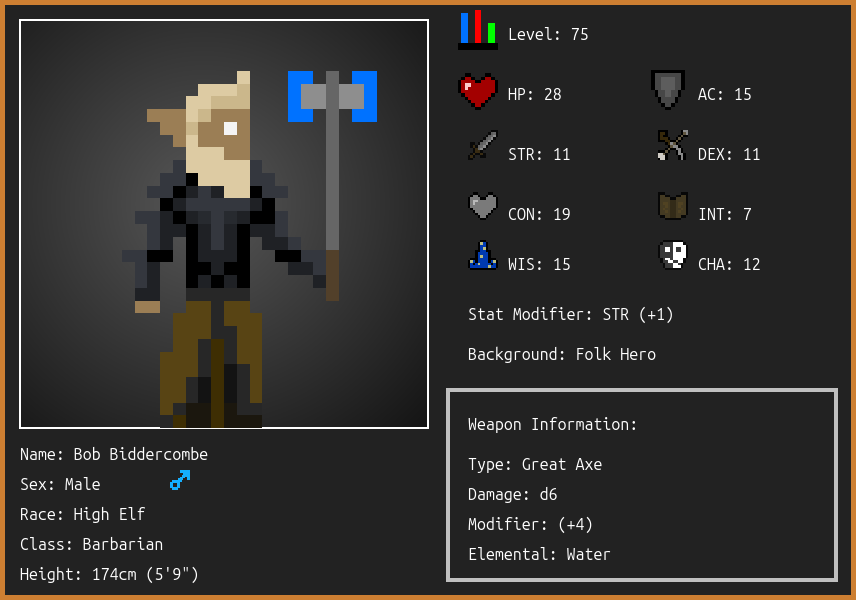 Level: 75
HP: 28
AC: 15
STR: 11
DEX: 11
CON: 19
INT: 7
WIS: 15
CHA: 12
Stat Modifier: STR (+1)
Background: Folk Hero
Weapon Information:
Type: Great Axe
Damage: d6
Modifier: (+4)
Elemental: Water
Name: Bob Biddercombe
Sex: Male
Race: High Elf
Class: Barbarian
Height: 174cm (5'9")